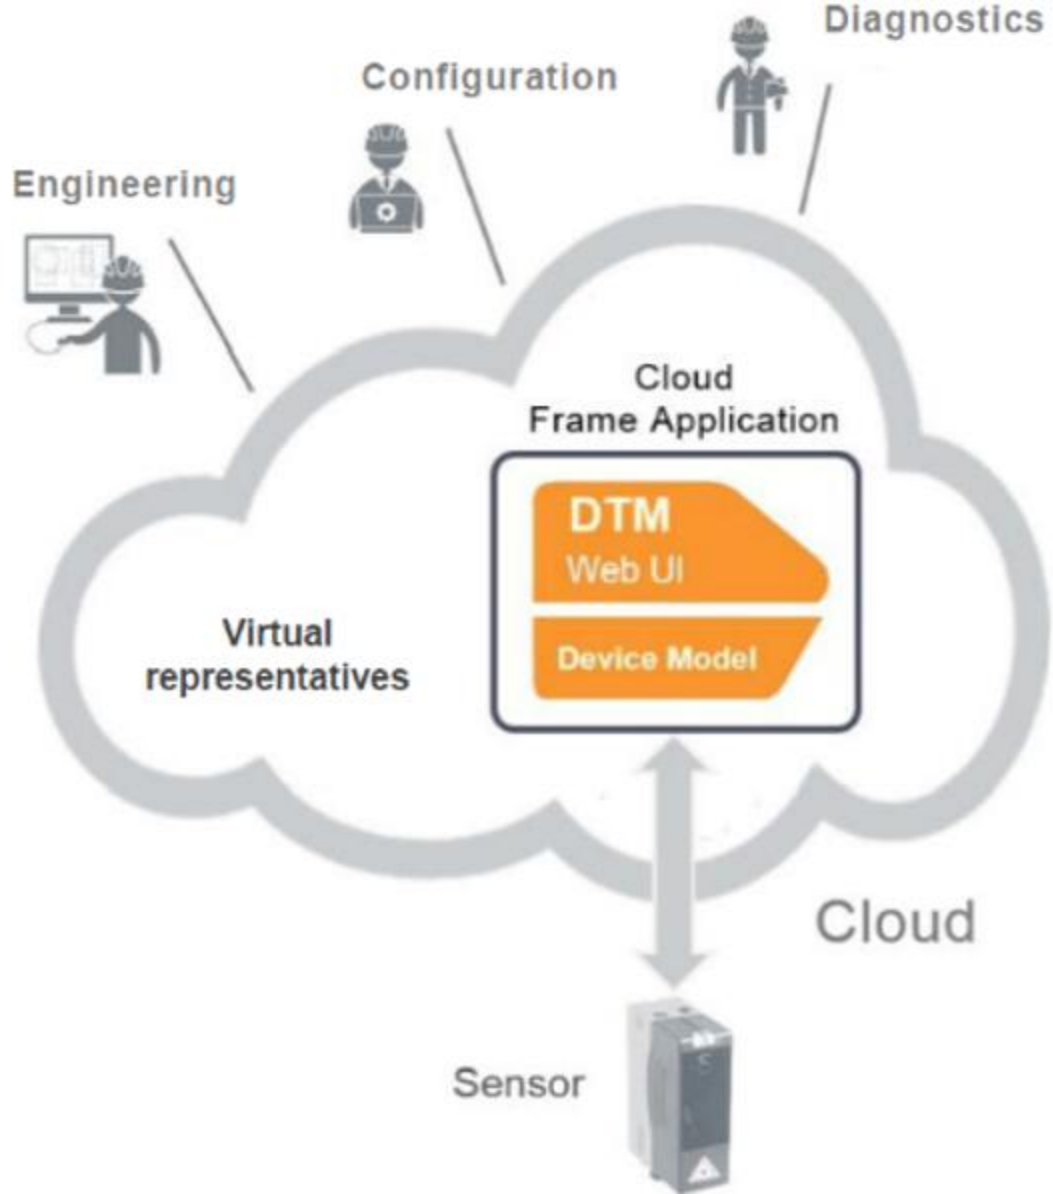 Diagnostics
Configuration
Engineering
Cloud
Frame Application
DTM
Web UI
Device Model
Virtual
representatives
Cloud
Sensor